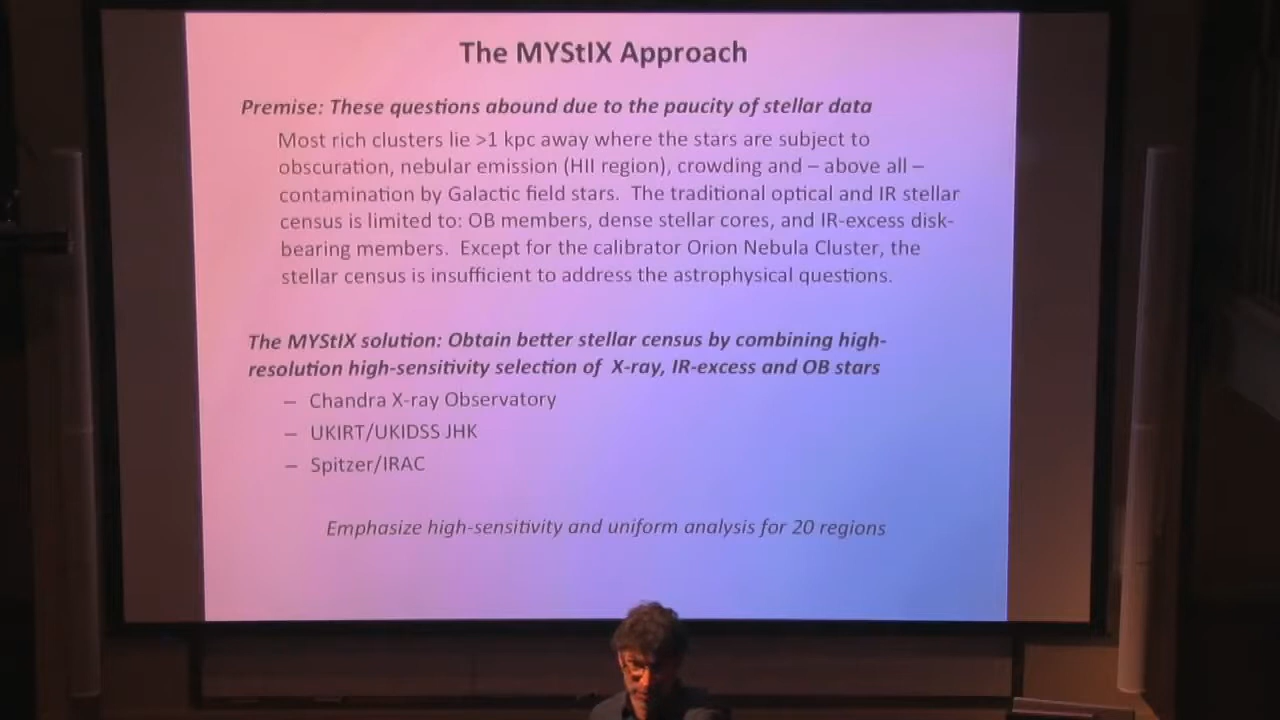 The MYStIX Approach
Premise: These questions abound due to the paucity of stellar data
Most rich clusters lie >1 kpc away where the stars are subject to
obscuration, nebular emission (HII region), crowding and – above all –
contamination by Galactic field stars.  The traditional optical and IR stellar
census is limited to: OB members, dense stellar cores, and IR-excess disk-
bearing members.  Except for the calibrator Orion Nebula Cluster, the
stellar census is insufficient to address the astrophysical questions.
The MYStIX solution: Obtain better stellar census by combining high-
resolution high-sensitivity selection of  X-ray, IR-excess and OB stars
– Chandra X-ray Observatory
– UKIRT/UKIDSS JHK
– Spitzer/IRAC
Emphasize high-sensitivity and uniform analysis for 20 regions